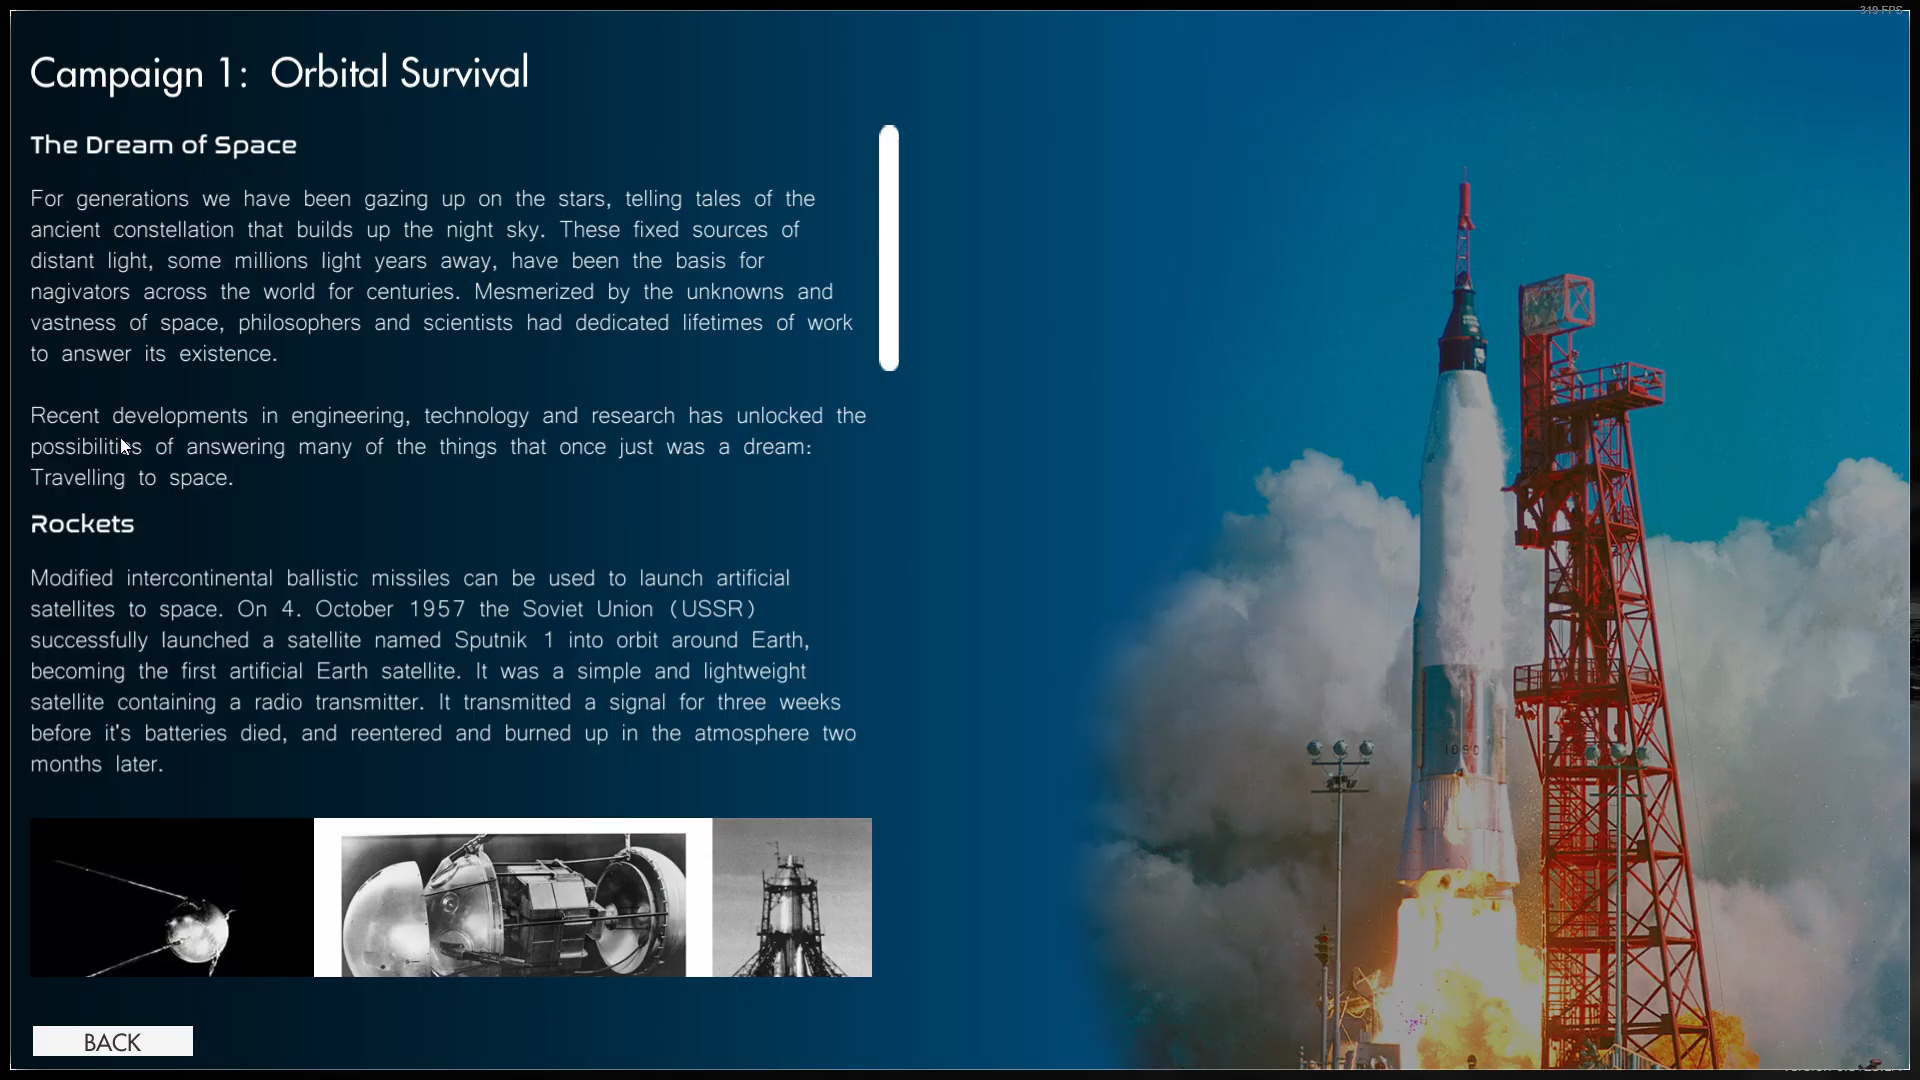 319 FPS
Campaign 1: Orbital Survival
The Dream of Space
For generations we have been gazing up on the stars, telling tales of the
ancient constellation that builds up the night sky. These fixed sources of
distant light, some millions light years away, have been the basis for
nagivators across the world for centuries. Mesmerized by the unknowns and
vastness of space, philosophers and scientists had dedicated lifetimes of work
to answer its existence.
Recent developments in engineering, technology and research has unlocked the
possibilities of answering many of the things that once just was a dream:
Travelling to space.
Rockets
Modified intercontinental ballistic missiles can be used to launch artificial
satellites to space. On 4. October 1957 the Soviet Union (USSR)
successfully launched a satellite named Sputnik 1 into orbit around Earth,
becoming the first artificial Earth satellite. It was a simple and lightweight
satellite containing a radio transmitter. It transmitted a signal for three weeks
before it's batteries died, and reentered and burned up in the atmosphere two
months later.
BACK